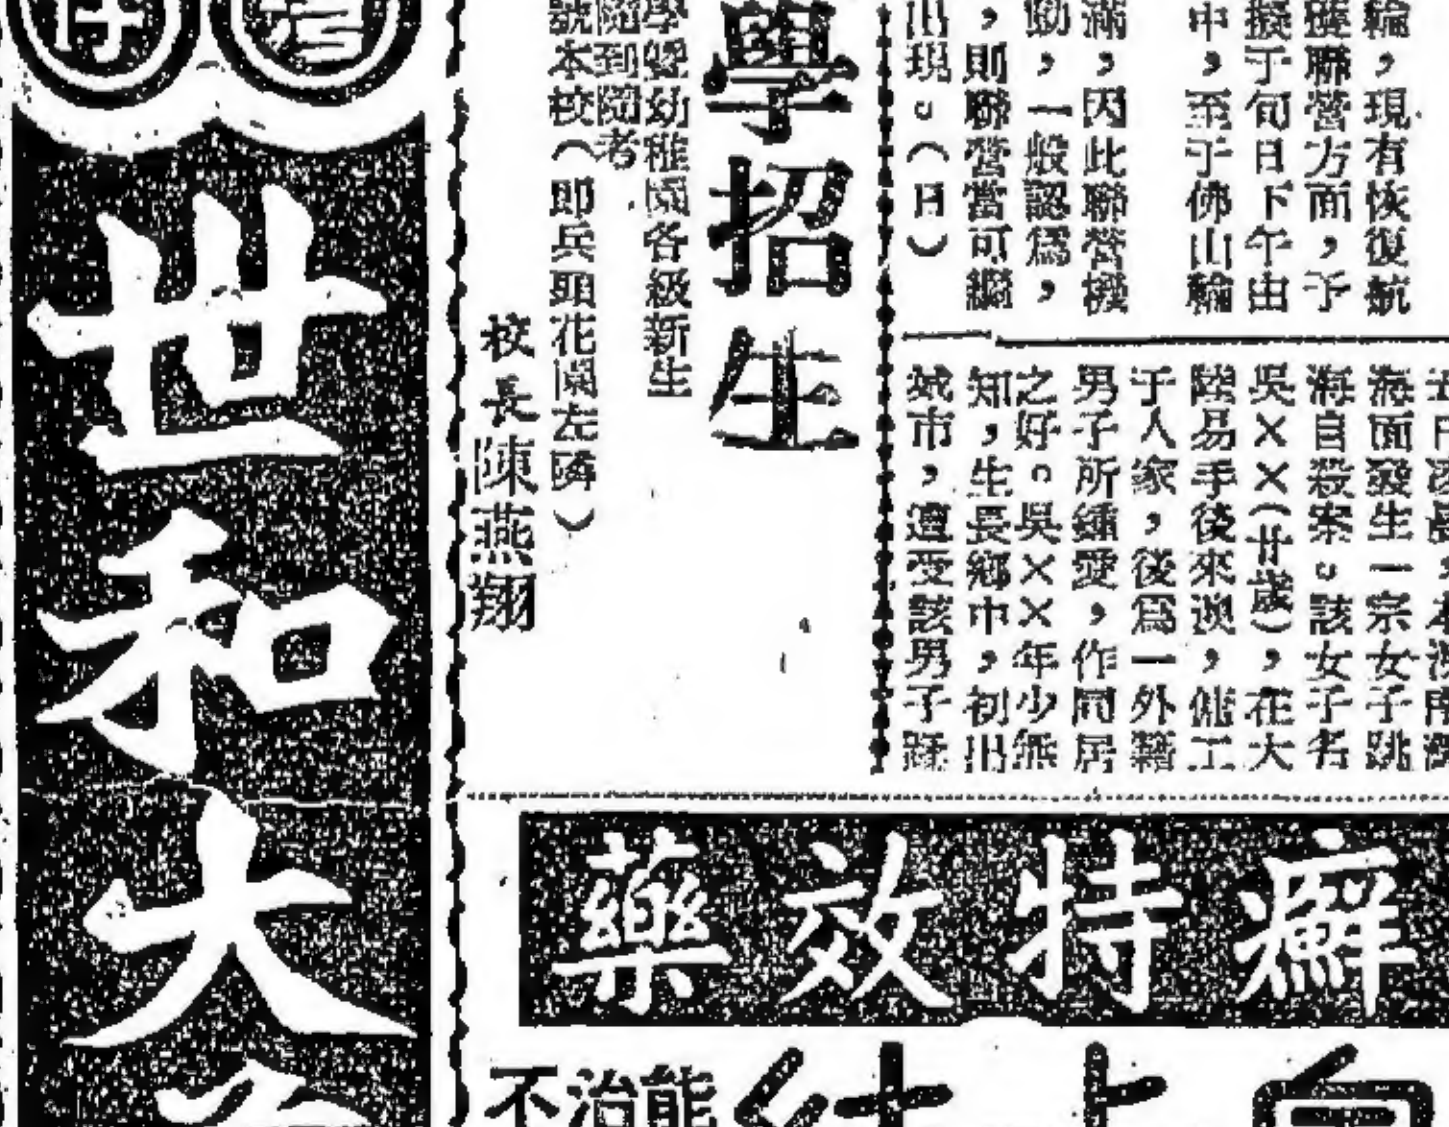 輪，現有恢復航
擬聯營方面，予
擬于旬日下午由
中，至于佛山輪
滿，因此聯營機
動，一般認爲，
，則聯營當可繼
出現。（日）
海面發生一宗女子跳
海自殺案。該女子名
吳××（廿歲），在大
陸易手後來澳，傭工
于人家，後爲一外籍
男子所鍾愛，作同居
之好。吳××年少無
知，生長鄉中，初出
城市，遭受該男子
學招生
學暨幼稚園各級新生
隨到隨考
號本校（即兵頭花園左隣）
校長陳燕翔
世和大
癬特效藥
能治不